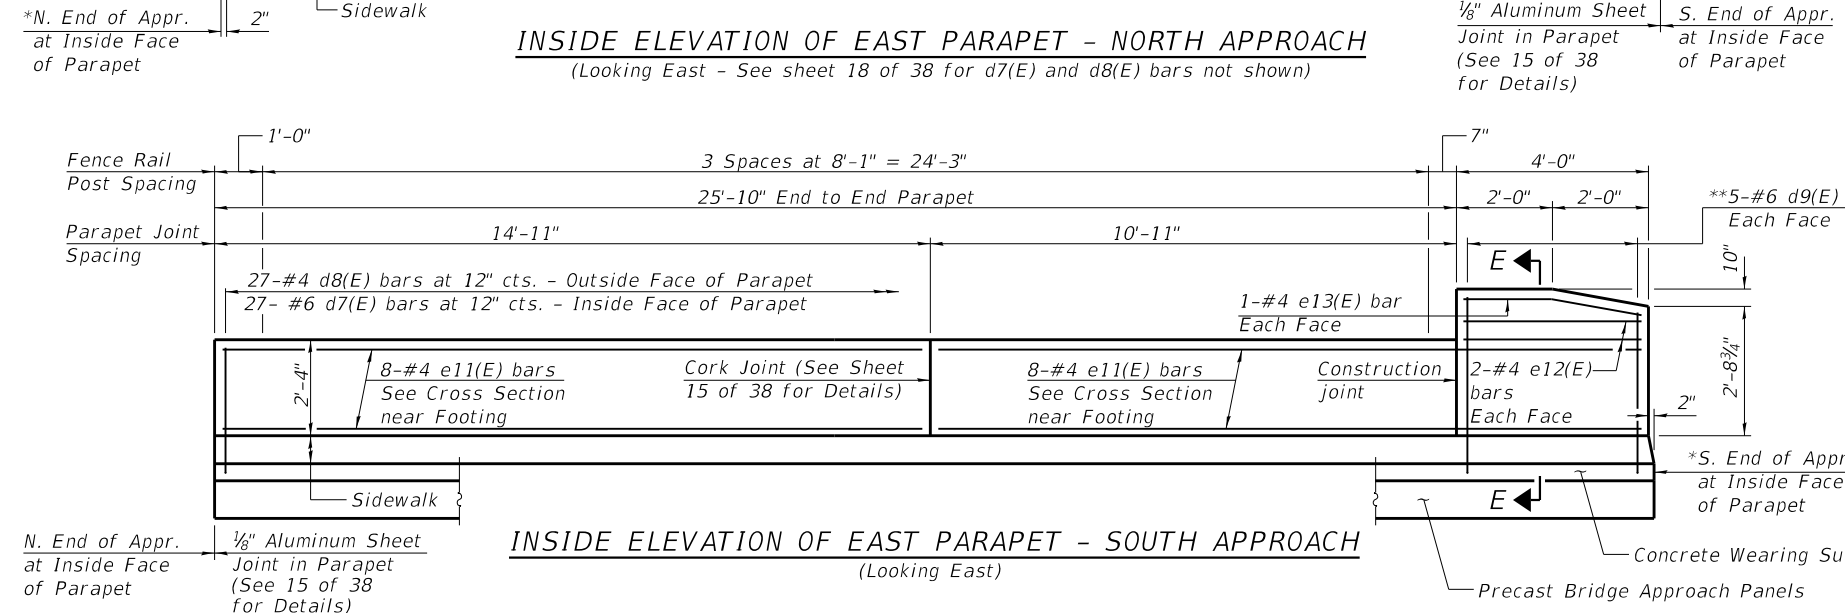 *N. End of Appr.
at Inside Face
of Parapet
2"
Sidewalk
INSIDE ELEVATION OF EAST PARAPET - NORTH APPROACH
(Looking East - See sheet 18 of 38 for d7(E) and d8(E) bars not shown)
⅛" Aluminum Sheet
Joint in Parapet
(See 15 of 38
for Details)
S. End of Appr.
at Inside Face
of Parapet
1'-0"
7"
Fence Rail
Post Spacing
3 Spaces at 8'-1" = 24'-3"
4'-0"
25'-10" End to End Parapet
2'-0"
2'-0"
**5-#6 d9(E)
Each Face
Parapet Joint
Spacing
14'-11"
10'-11"
E
10"
27-#4 d8(E) bars at 12" cts. - Outside Face of Parapet
27- #6 d7(E) bars at 12" cts. - Inside Face of Parapet
1-#4 e13(E) bar
Each Face
2'-4"
8-#4 e11(E) bars
See Cross Section
near Footing
Cork Joint (See Sheet
15 of 38 for Details)
8-#4 e11(E) bars
See Cross Section
near Footing
Construction
joint
2-#4 e12(E)
bars
Each Face
2'-8¾"
2"
*S. End of Appr
at Inside Face
of Parapet
Sidewalk
E
N. End of Appr.
at Inside Face
of Parapet
⅛" Aluminum Sheet
Joint in Parapet
(See 15 of 38
for Details)
INSIDE ELEVATION OF EAST PARAPET - SOUTH APPROACH
(Looking East)
Concrete Wearing Su
Precast Bridge Approach Panels